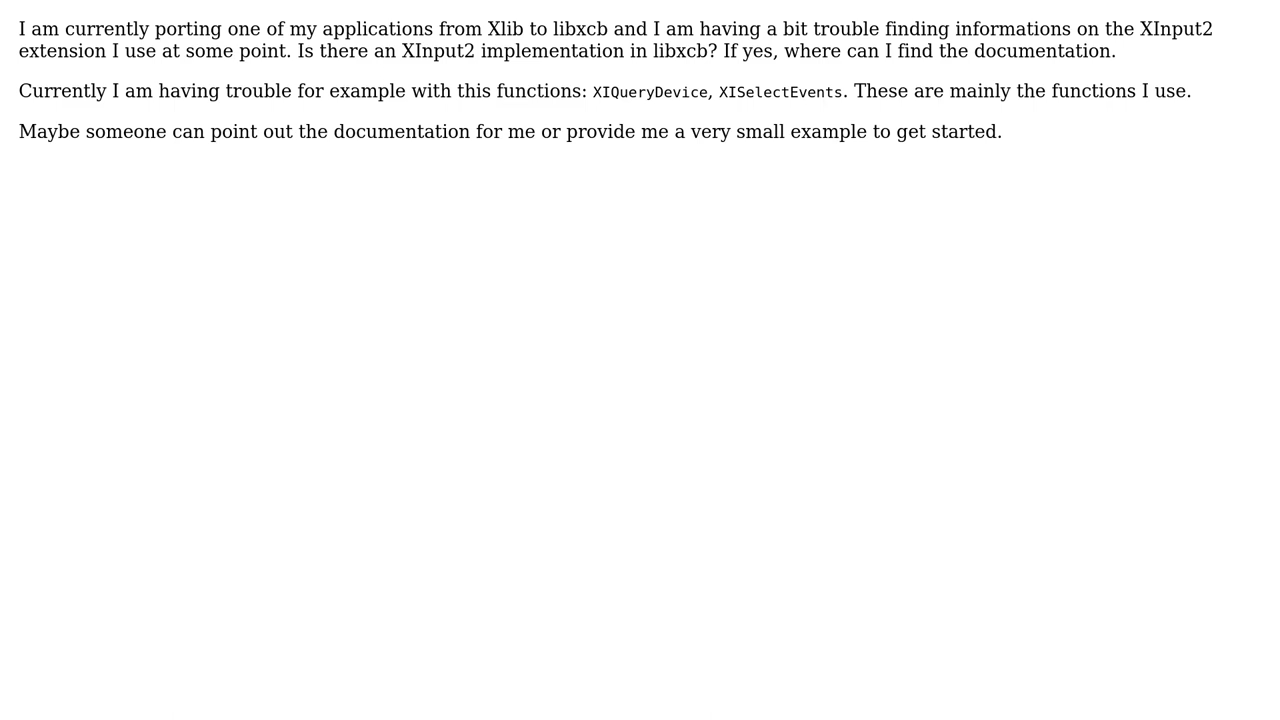 I am currently porting one of my applications from Xlib to libxcb and I am having a bit trouble finding informations on the XInput2
extension I use at some point. Is there an XInput2 implementation in libxcb? If yes, where can I find the documentation.
Currently I am having trouble for example with this functions: XIQueryDevice, XISelectEvents. These are mainly the functions I use.
Maybe someone can point out the documentation for me or provide me a very small example to get started.